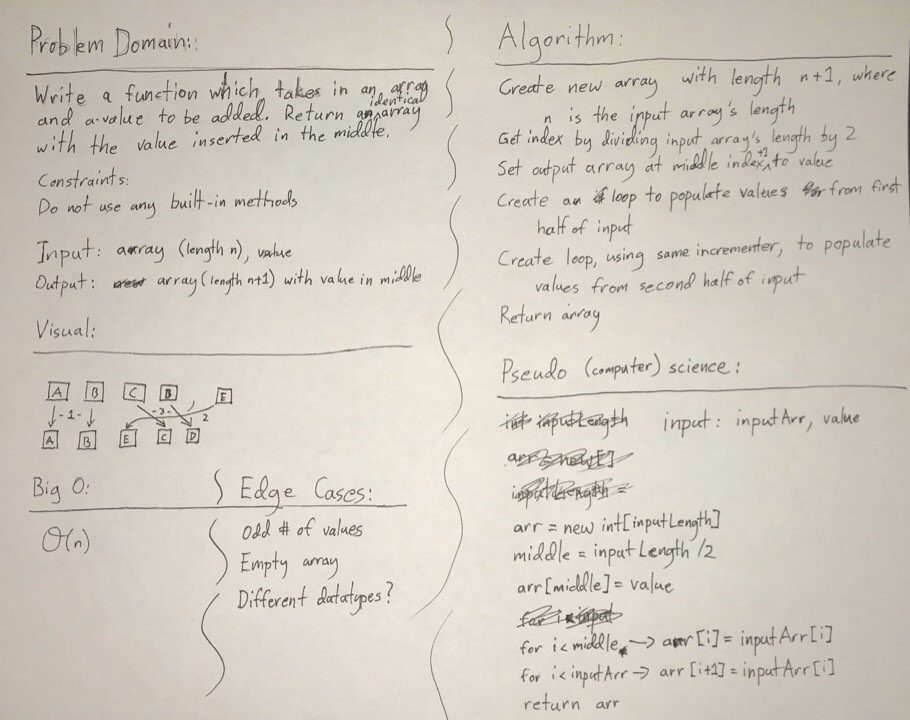 Problem Domain:
Write a function which takes in an array
and a value to be added. Return an identical array
with the value inserted in the middle.
Constraints:
Do not use any built-in methods
Input: array (length n), value
Output: array (length n+1) with value in middle
Visual:
A B C B E
-1- -3- 2
A B E C D
Big O:
O(n)
Edge Cases:
Odd # of values
Empty array
Different datatypes?
Algorithm:
Create new array with length n+1, where
n is the input array's length
Get index by dividing input array's length by 2
Set output array at middle index +1 to value
Create a loop to populate values from first
half of input
Create loop, using same incrementer, to populate
values from second half of input
Return array
Pseudo (computer) science:
int inputLength input: inputArr, value
arr = new []
inputLength =
arr = new int[inputLength]
middle = inputLength /2
arr[middle] = value
for i < input
for i < middle → arr[i] = inputArr[i]
for i < inputArr → arr[i+1] = inputArr[i]
return arr